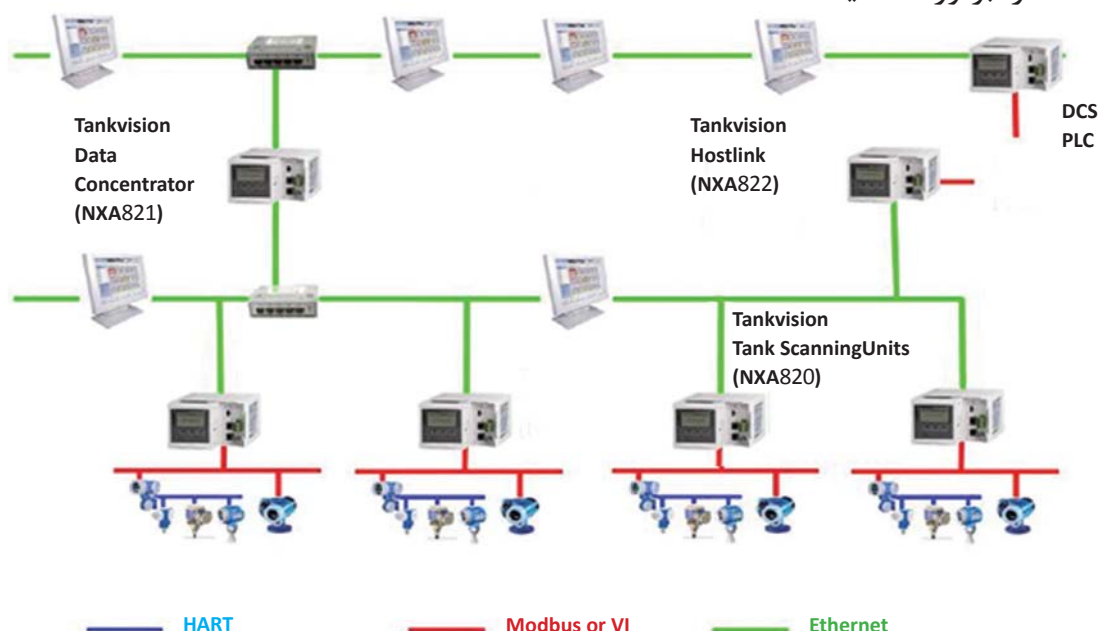 Tankvision
Data
Concentrator
(NXA821)
Tankvision
Hostlink
(NXA822)
DCS
PLC
Tankvision
Tank ScanningUnits
(NXA820)
HART
Modbus or VI
Ethernet